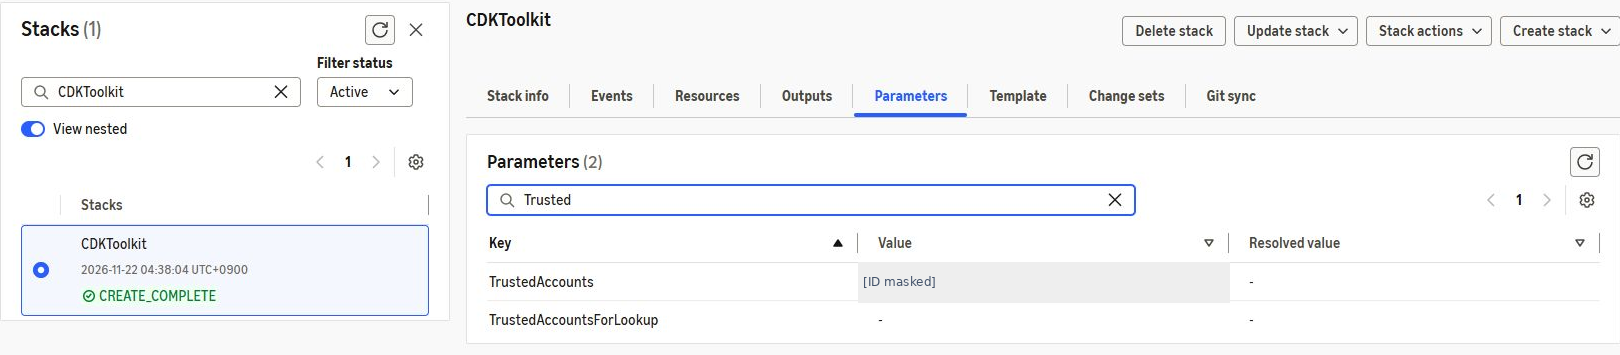 Stacks (1)
Filter status
CDKToolkit
Active
View nested
1
Stacks
CDKToolkit
2026-11-22 04:38:04 UTC+0900
CREATE_COMPLETE
CDKToolkit
Delete stack
Update stack
Stack actions
Create stack
Stack info
Events
Resources
Outputs
Parameters
Template
Change sets
Git sync
Parameters (2)
Trusted
1
Key Value Resolved value
TrustedAccounts [ID masked] -
TrustedAccountsForLookup - -